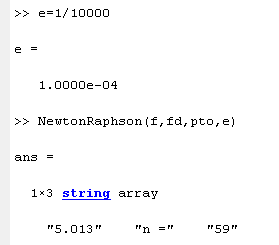 >> e=1/10000
e =
1.0000e-04
>> NewtonRaphson(f,fd,pto,e)
ans =
1×3 string array
"5.013" "n =" "59"